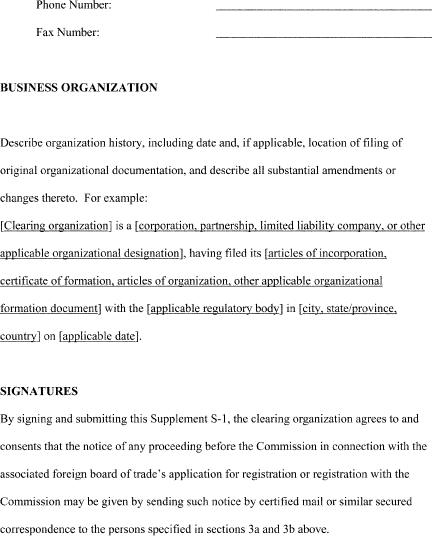 Phone Number:
Fax Number:
BUSINESS ORGANIZATION
Describe organization history, including date and, if applicable, location of filing of
original organizational documentation, and describe all substantial amendments or
changes thereto. For example:
[Clearing organization] is a [corporation, partnership, limited liability company, or other
applicable organizational designation], having filed its [articles of incorporation,
certificate of formation, articles of organization, other applicable organizational
formation document] with the [applicable regulatory body] in [city, state/province,
country] on [applicable date].
SIGNATURES
By signing and submitting this Supplement S-1, the clearing organization agrees to and
consents that the notice of any proceeding before the Commission in connection with the
associated foreign board of trade’s application for registration or registration with the
Commission may be given by sending such notice by certified mail or similar secured
correspondence to the persons specified in sections 3a and 3b above.